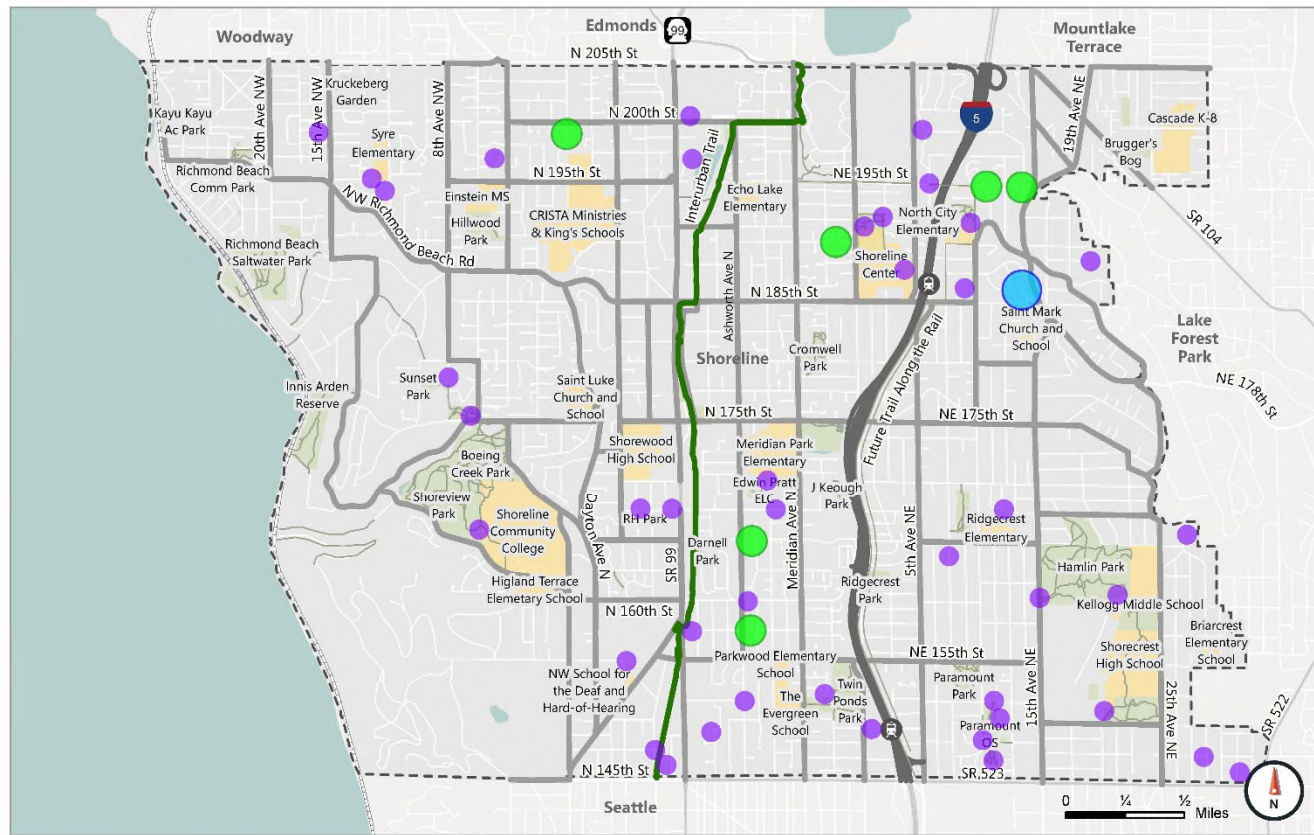 Edmonds
Woodway
99
Mountlake
Terrace
N 205th St
20th Ave NW
15th Ave NW
Kruckeberg
Garden
8th Ave NW
19th Ave NE
Kayu Kayu
Ac Park
N 200th St
5
Cascade K-8
Syre
Elementary
Interurban Trail
Brugger's
Bog
Richmond Beach
Comm Park
N 195th St
NE 195th St
Einstein MS
Echo Lake
Elementary
NW Richmond Beach Rd
Hillwood
Park
CRISTA Ministries
& King's Schools
North City
Elementary
SR 104
Richmond Beach
Saltwater Park
Shoreline
Center
Ashworth Ave N
N 185th St
Saint Mark
Church and
School
Lake
Forest
Park
Shoreline
Cromwell
Park
Future Trail Along the Rail
NE 178th St
Innis Arden
Reserve
Sunset
Park
Saint Luke
Church and
School
N 175th St
NE 175th St
Shorewood
High School
Meridian Park
Elementary
Boeing
Creek Park
Edwin Pratt
ELC
J Keough
Park
Shoreview
Park
Shoreline
Community
College
Dayton Ave N
RH Park
SR 99
Meridian Ave N
5th Ave NE
Ridgecrest
Elementary
Darnell
Park
Hamlin Park
Higland Terrace
Elemetary School
Ridgecrest
Park
Kellogg Middle School
N 160th St
Briarcrest
Elementary
School
Shorecrest
High School
Parkwood Elementary
School
NE 155th St
15th Ave NE
25th Ave NE
NW School for
the Deaf and
Hard-of-Hearing
The
Evergreen
School
Twin
Ponds
Park
Paramount
Park
Paramount
OS
SR 522
N 145th St
SR 523
Seattle
0 ¼ ½
Miles
N